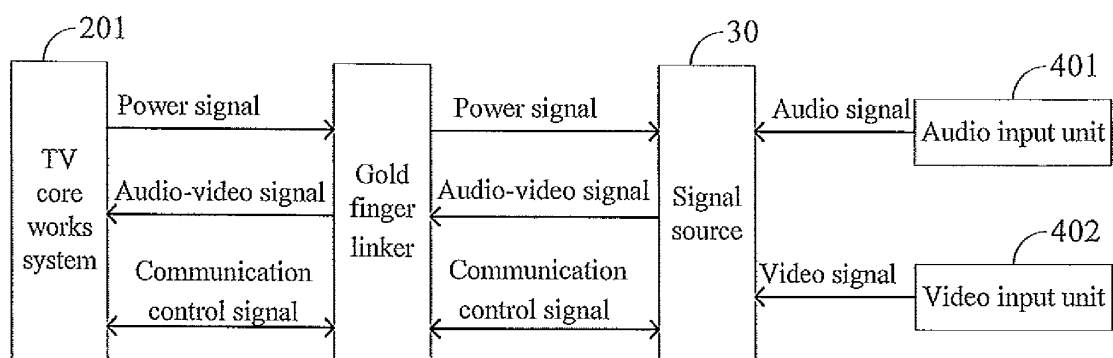 201
30
401
402
Power signal
Power signal
Audio signal
Audio input unit
TV
core
works
system
Gold
finger
linker
Signal
source
Audio-video signal
Audio-video signal
Communication
control signal
Communication
control signal
Video signal
Video input unit